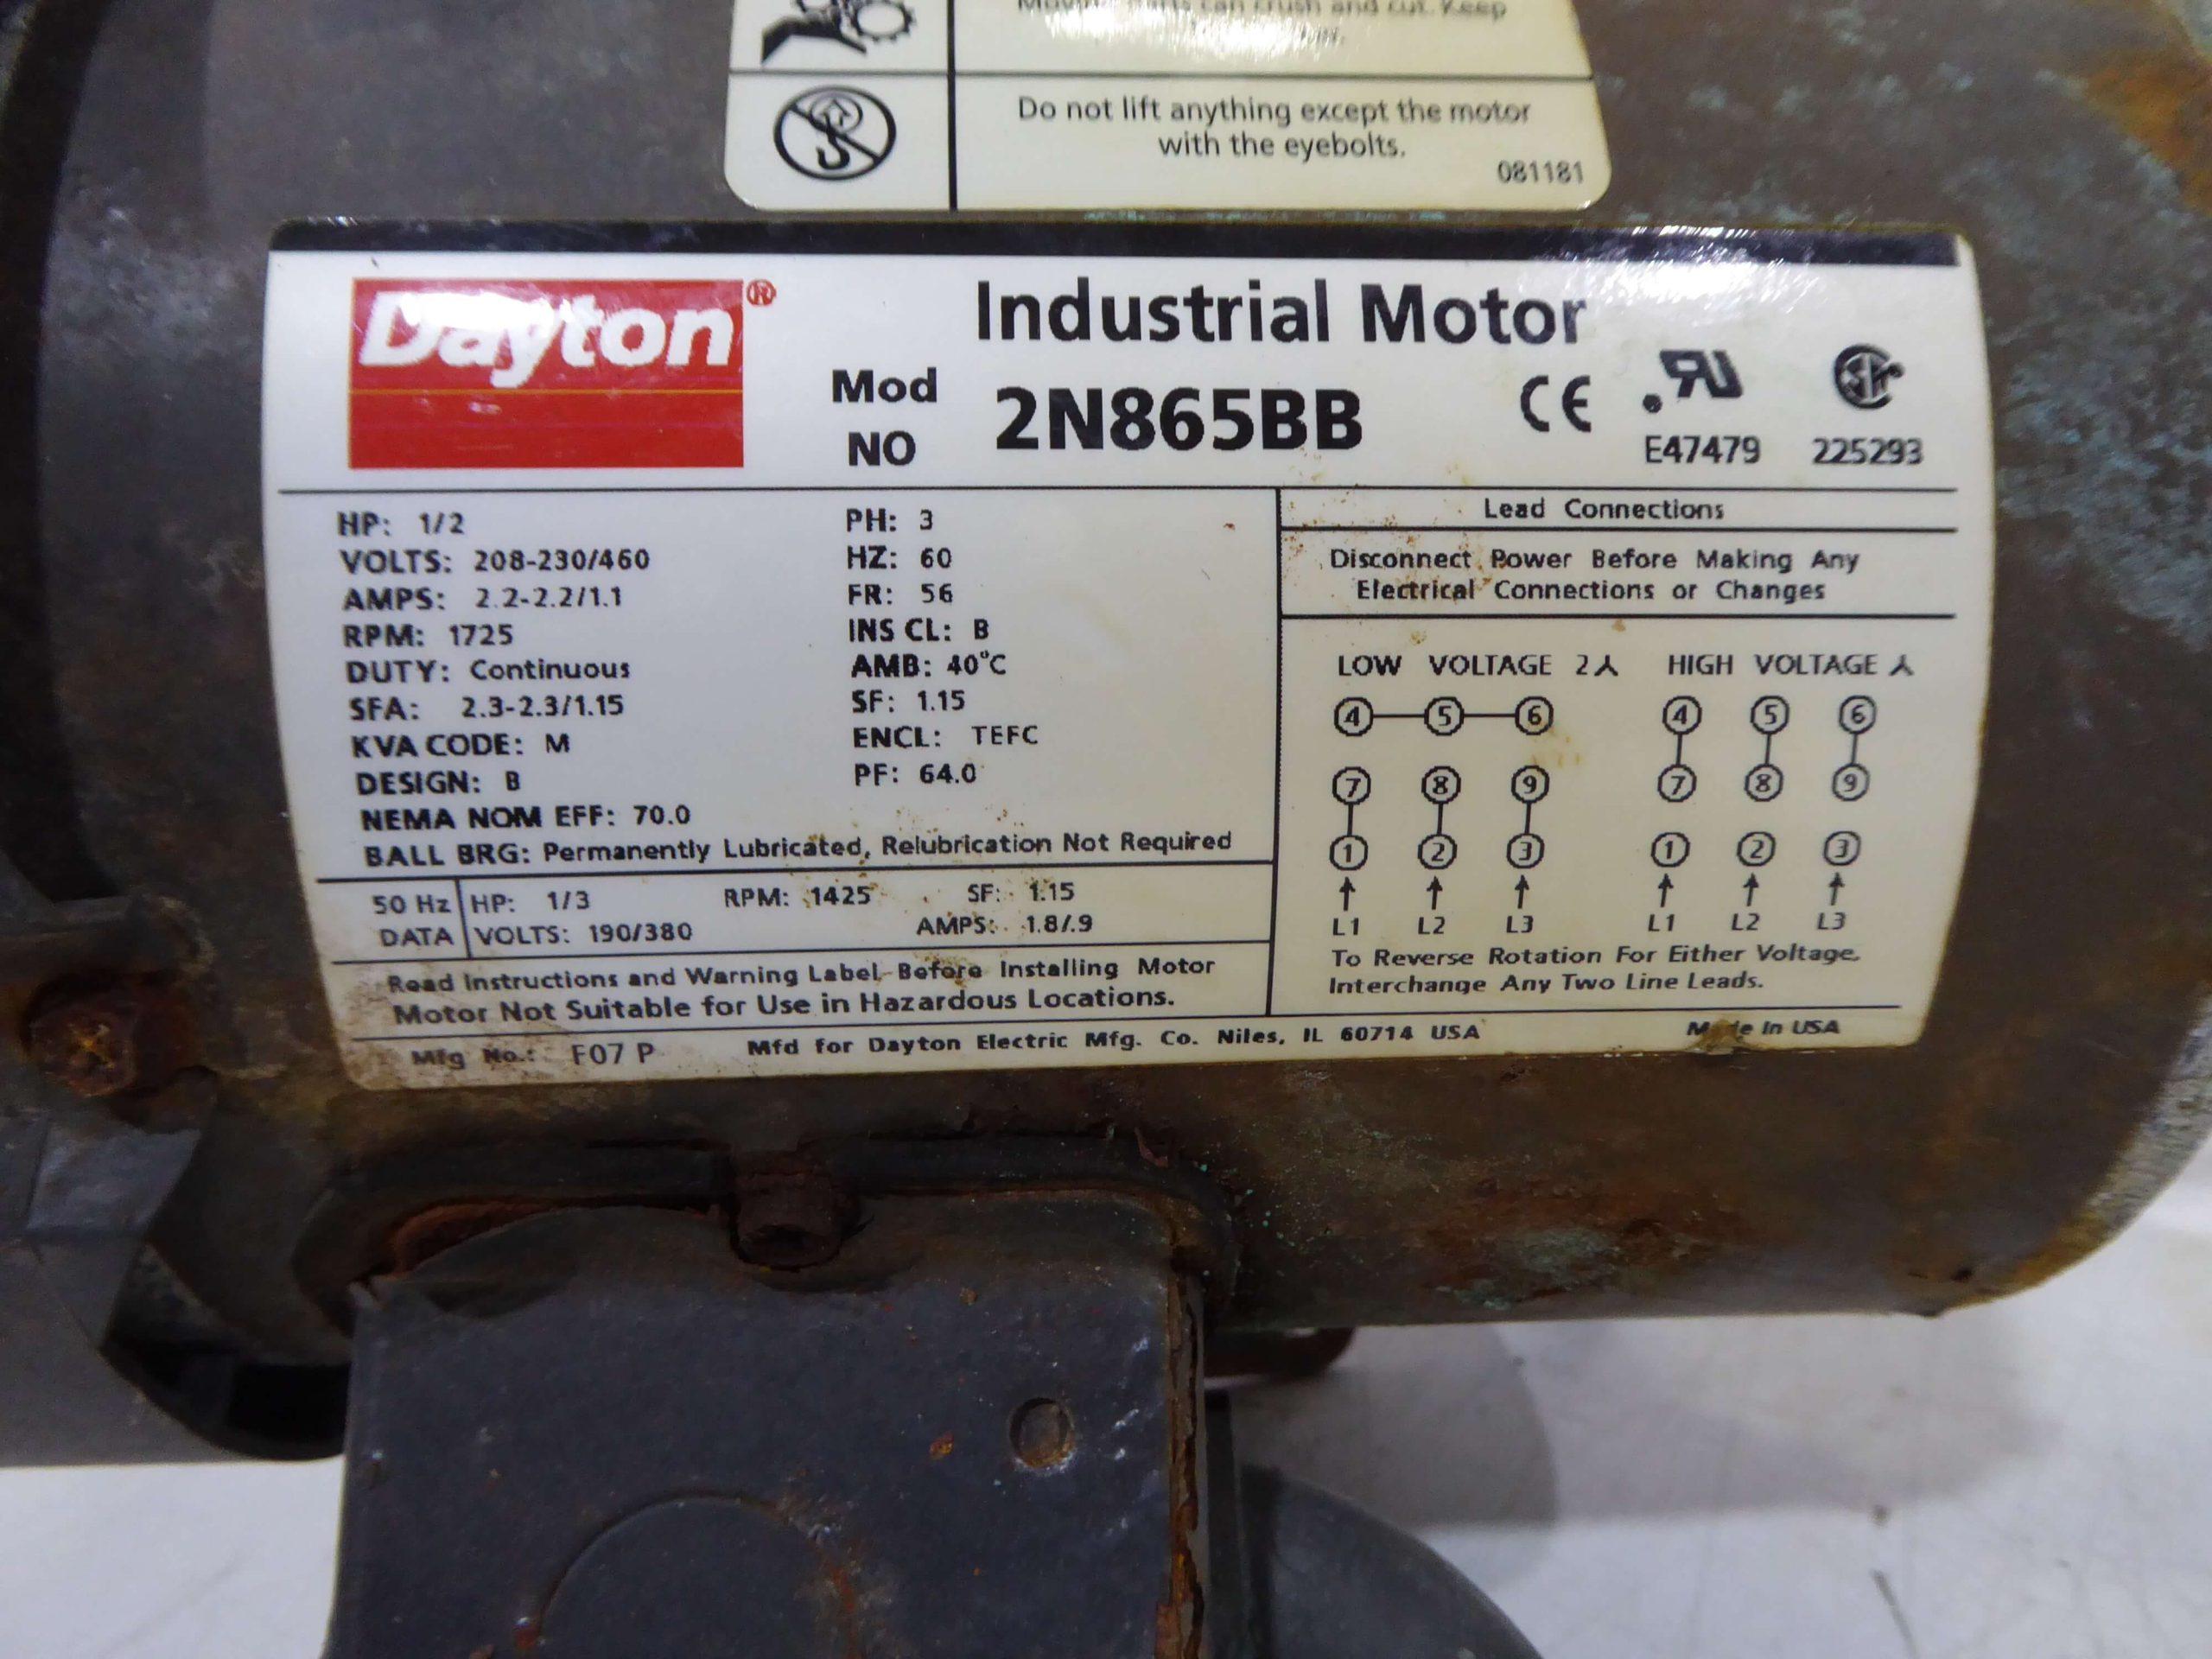 Moving parts can crush and cut. Keep
Do not lift anything except the motor
with the eyebolts.
081181
Dayton®
Industrial Motor
Mod NO 2N865BB
CE
E47479
225293
HP: 1/2
VOLTS: 208-230/460
AMPS: 2.2-2.2/1.1
RPM: 1725
DUTY: Continuous
SFA: 2.3-2.3/1.15
KVA CODE: M
DESIGN: B
NEMA NOM EFF: 70.0
PH: 3
HZ: 60
FR: 56
INS CL: B
AMB: 40°C
SF: 1.15
ENCL: TEFC
PF: 64.0
BALL BRG: Permanently Lubricated, Relubrication Not Required
50 Hz HP: 1/3 RPM: 1425 SF: 1.15
DATA VOLTS: 190/380 AMPS: 1.8/.9
Read Instructions and Warning Label Before Installing Motor
Motor Not Suitable for Use in Hazardous Locations.
Lead Connections
Disconnect Power Before Making Any
Electrical Connections or Changes
LOW VOLTAGE 2⅄ HIGH VOLTAGE ⅄
4 5 6 4 5 6
7 8 9 7 8 9
1 2 3 1 2 3
L1 L2 L3 L1 L2 L3
To Reverse Rotation For Either Voltage,
Interchange Any Two Line Leads.
Mfg No.: F07 P Mfd for Dayton Electric Mfg. Co. Niles, IL 60714 USA Made In USA